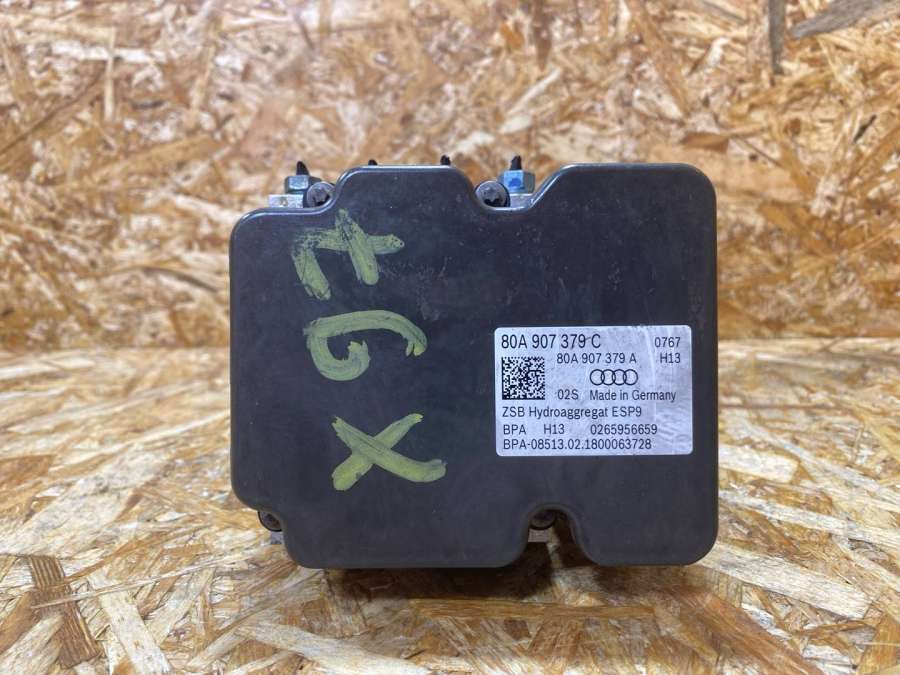 80A 907 379 C 0767
80A 907 379 A H13
02S Made in Germany
ZSB Hydroaggregat ESP9
BPA H13 0265956659
BPA-08513.02.1800063728